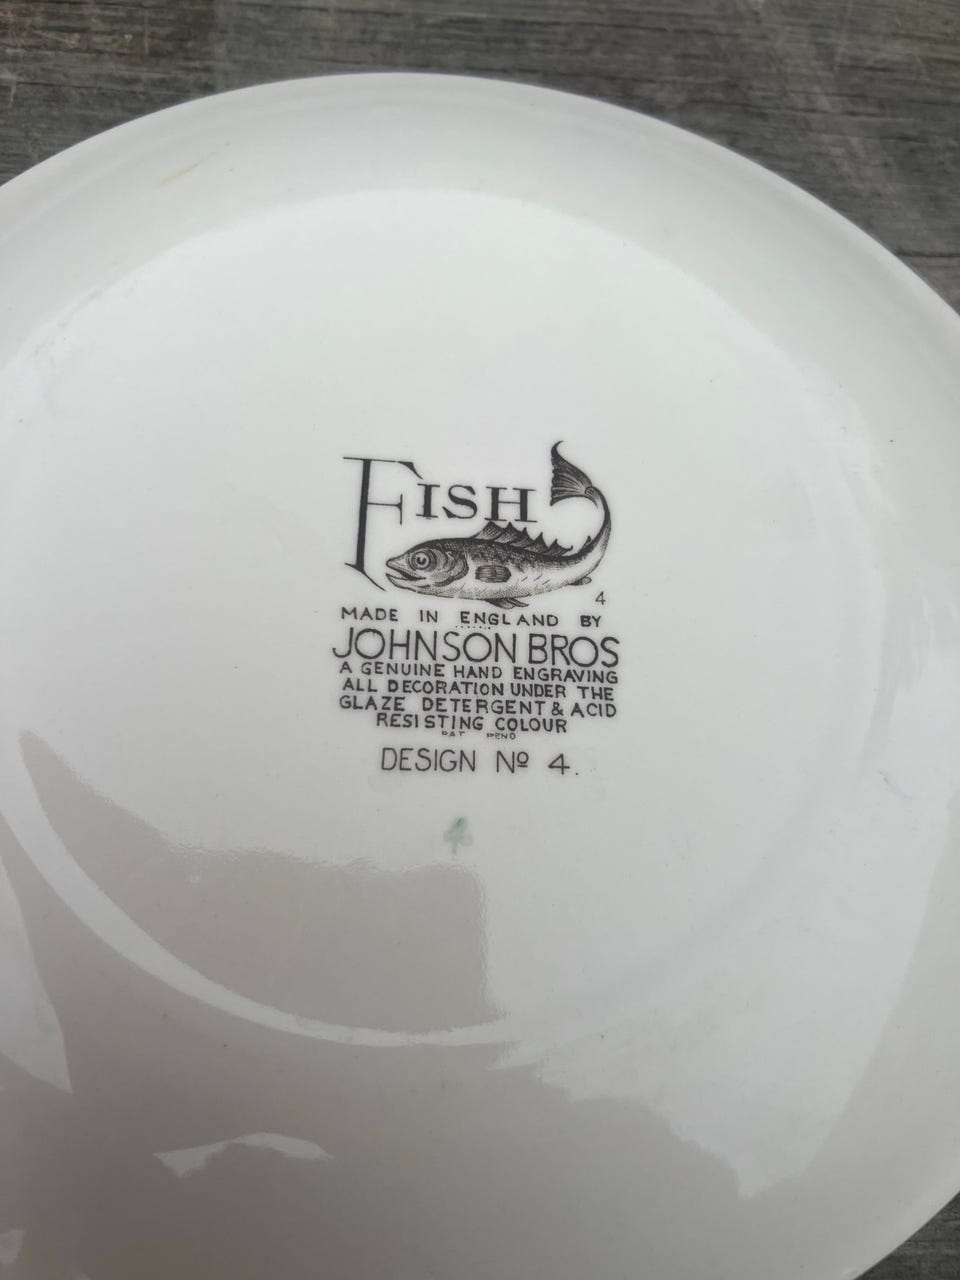 FISH
4
MADE IN ENGLAND BY
JOHNSON BROS
A GENUINE HAND ENGRAVING
ALL DECORATION UNDER THE
GLAZE DETERGENT & ACID
RESISTING COLOUR
PAT PEND
DESIGN Nº 4.